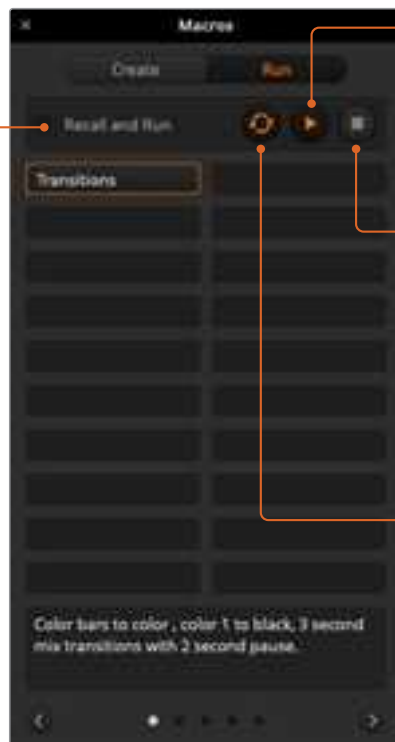 Macros
Create
Run
Recall and Run
Transitions
Color bars to color , color 1 to black, 3 second
mix transitions with 2 second pause.